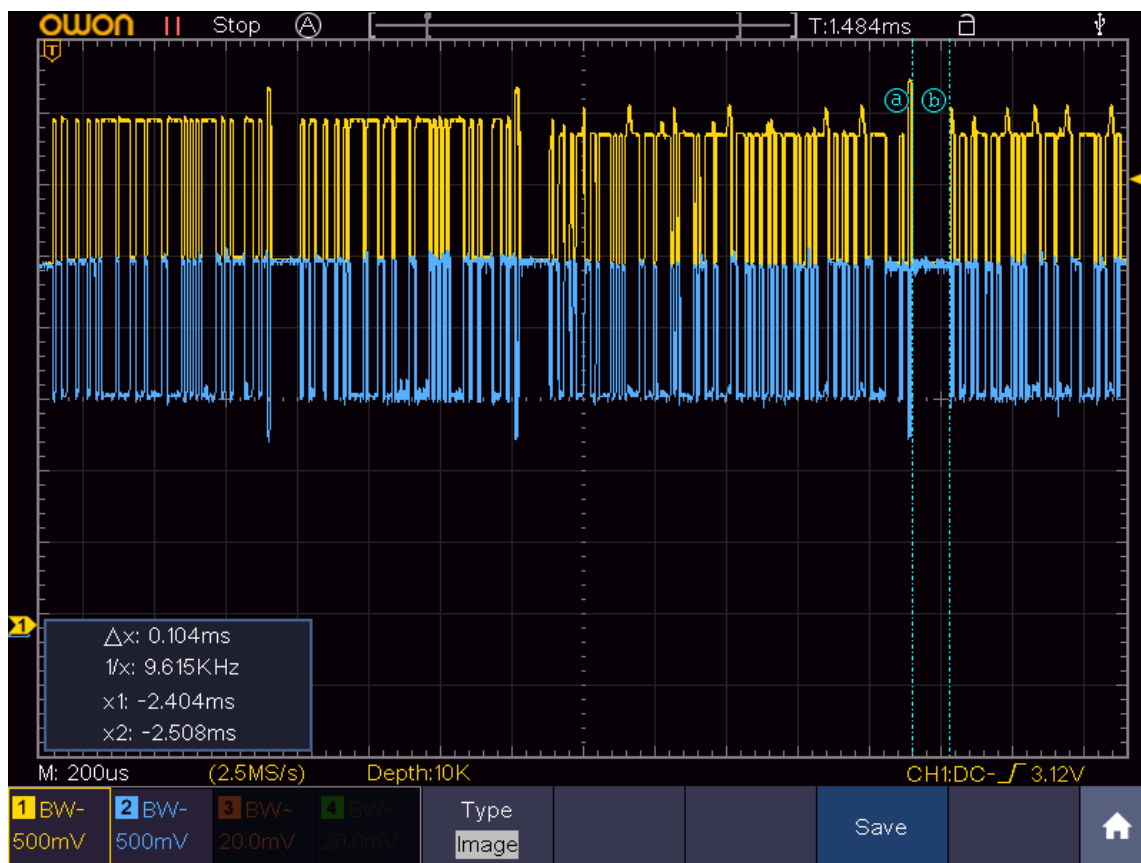 owon Stop A T:1.484ms
T
a b
1
△x: 0.104ms
1/x: 9.615KHz
x1: -2.404ms
x2: -2.508ms
M: 200us (2.5MS/s) Depth:10K CH1:DC- 3.12V
1 BW- 2 BW- 3 BW~ 4 BW~ Type
500mV 500mV 20.0mV 20.0mV Image
Save